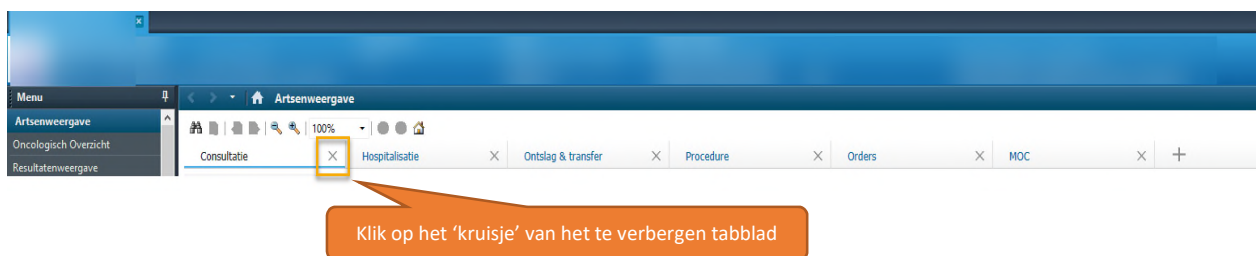 Menu
Artsenweergave
Artsenweergave
Oncologisch Overzicht
Resultatenweergave
100%
Consultatie
Hospitalisatie
Ontslag & transfer
Procedure
Orders
MOC
Klik op het ‘kruisje’ van het te verbergen tabblad